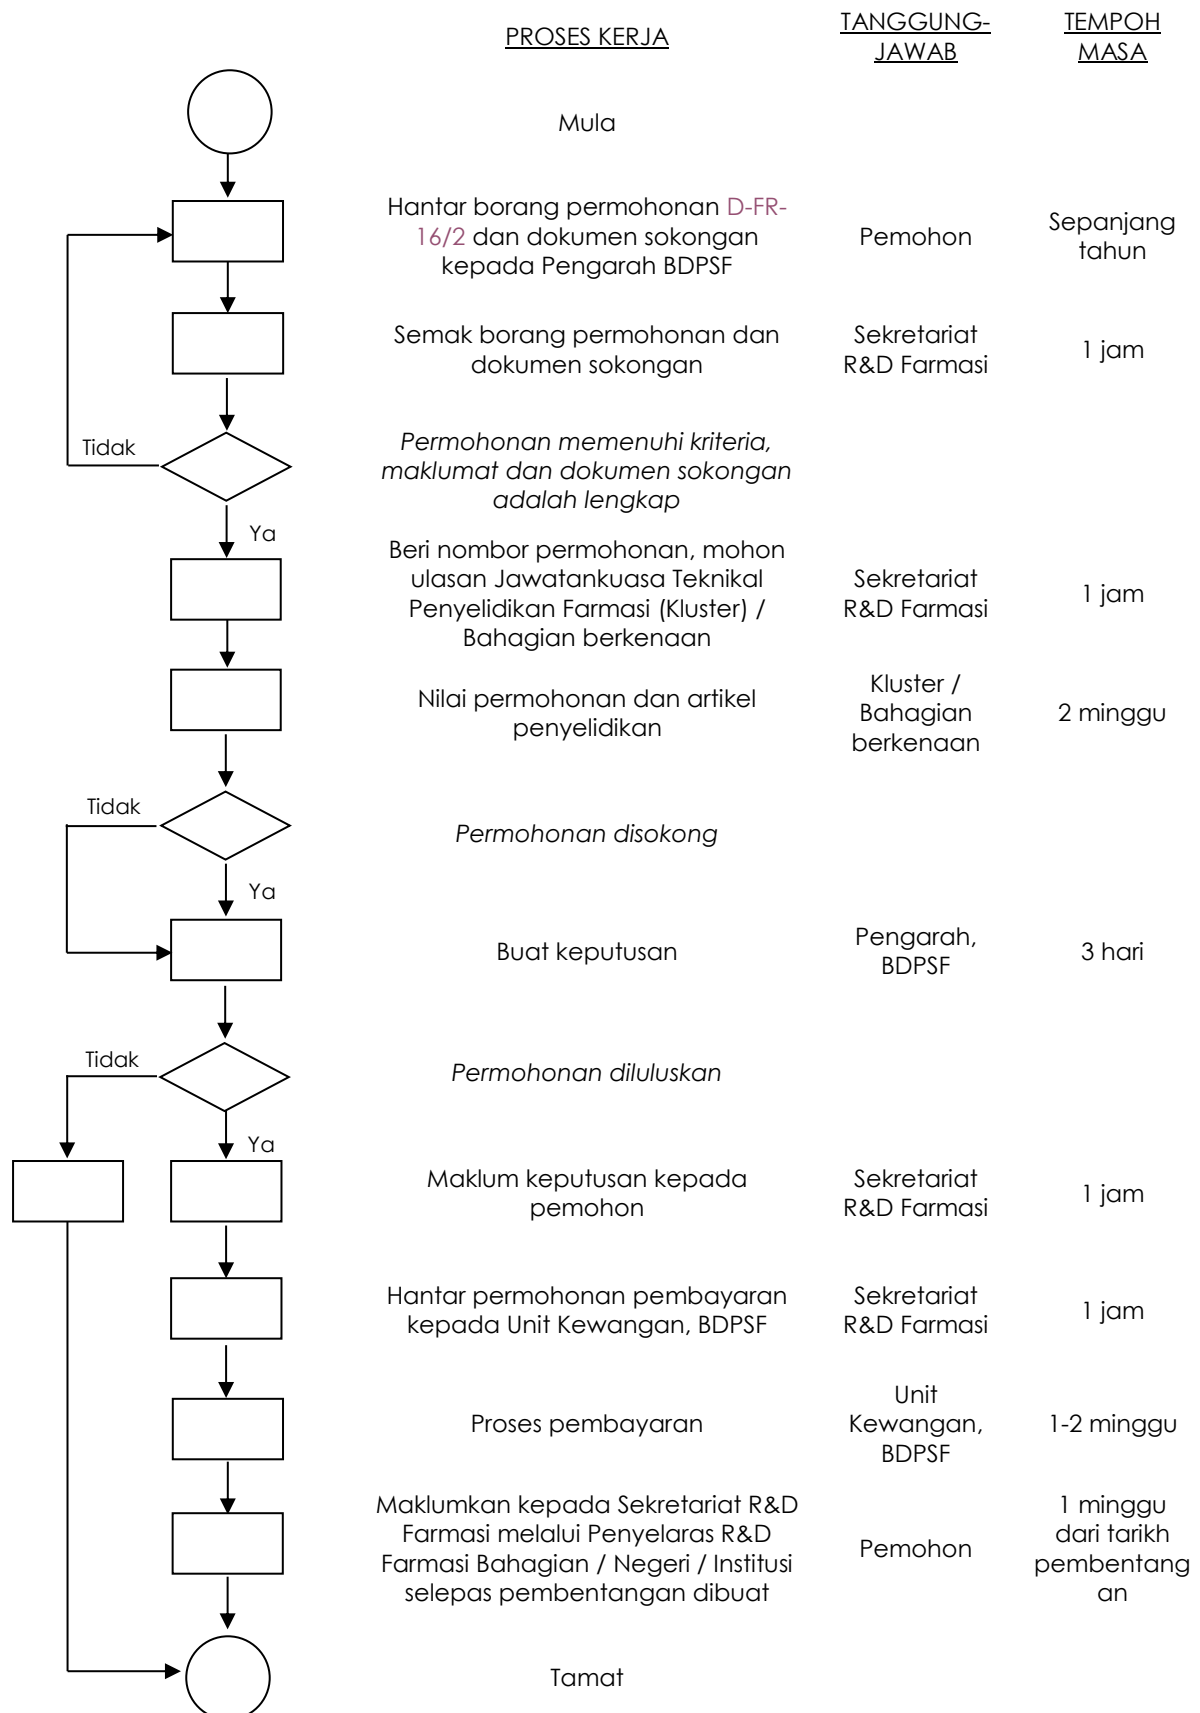 PROSES KERJA
TANGGUNG-
JAWAB
TEMPOH
MASA
Mula
Hantar borang permohonan D-FR-
16/2 dan dokumen sokongan
kepada Pengarah BDPSF
Pemohon
Sepanjang
tahun
Semak borang permohonan dan
dokumen sokongan
Sekretariat
R&D Farmasi
1 jam
Tidak
Permohonan memenuhi kriteria,
maklumat dan dokumen sokongan
adalah lengkap
Ya
Beri nombor permohonan, mohon
ulasan Jawatankuasa Teknikal
Penyelidikan Farmasi (Kluster) /
Bahagian berkenaan
Sekretariat
R&D Farmasi
1 jam
Nilai permohonan dan artikel
penyelidikan
Kluster /
Bahagian
berkenaan
2 minggu
Tidak
Permohonan disokong
Ya
Buat keputusan
Pengarah,
BDPSF
3 hari
Tidak
Permohonan diluluskan
Ya
Maklum keputusan kepada
pemohon
Sekretariat
R&D Farmasi
1 jam
Hantar permohonan pembayaran
kepada Unit Kewangan, BDPSF
Sekretariat
R&D Farmasi
1 jam
Proses pembayaran
Unit
Kewangan,
BDPSF
1-2 minggu
Maklumkan kepada Sekretariat R&D
Farmasi melalui Penyelaras R&D
Farmasi Bahagian / Negeri / Institusi
selepas pembentangan dibuat
Pemohon
1 minggu
dari tarikh
pembentang
an
Tamat